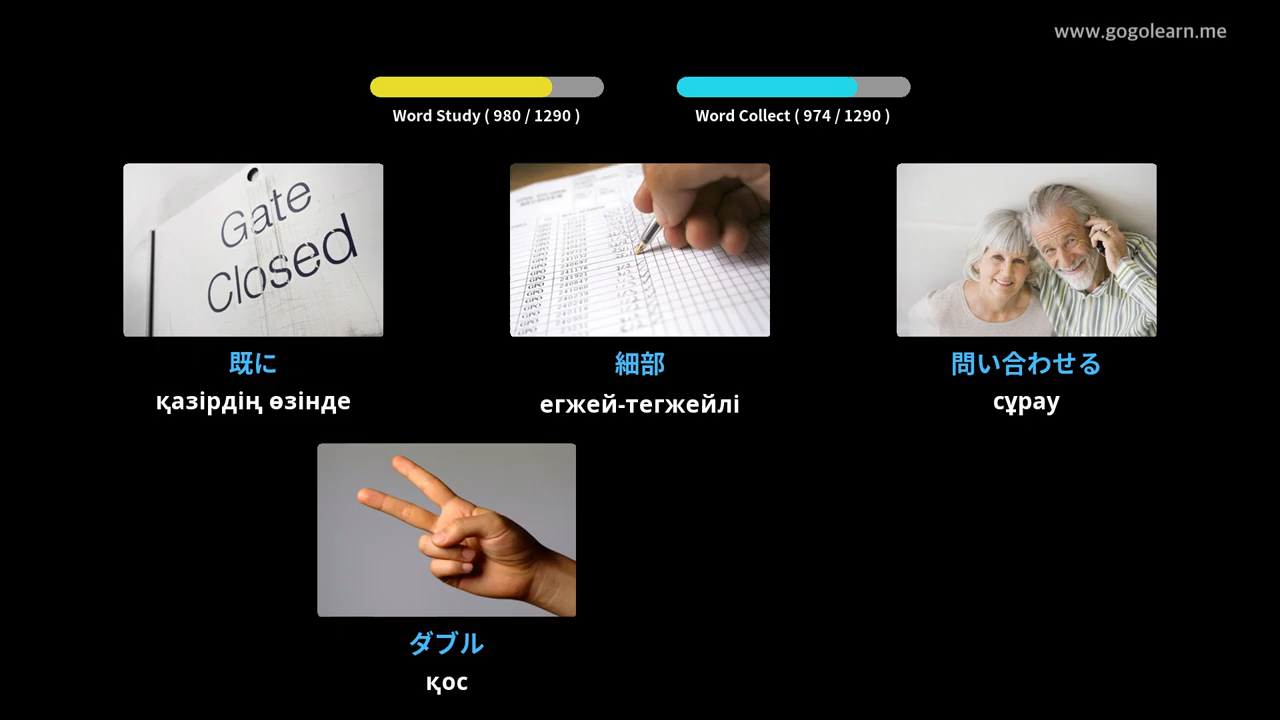 www.gogolearn.me
Word Study ( 980 / 1290 )
Word Collect ( 974 / 1290 )
Gate
Closed
既に
қазірдің өзінде
細部
егжей-тегжейлі
問い合わせる
сұрау
ダブル
қос